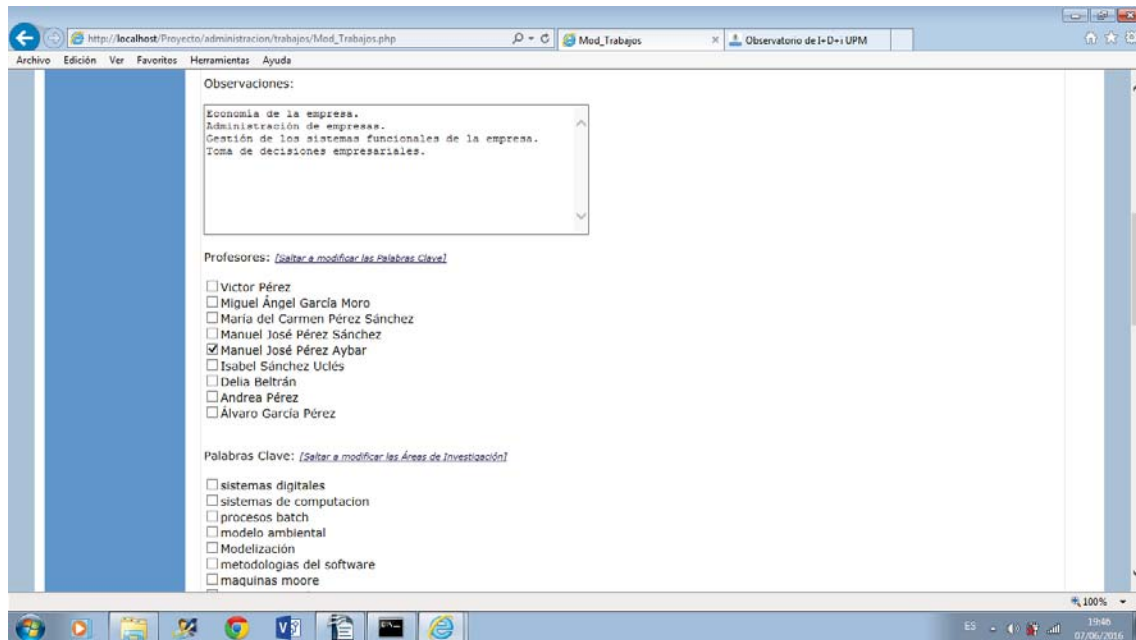 http://localhost/Proyecto/administracion/trabajos/Mod_Trabajos.php
Mod_Trabajos
Observatorio de I+D+i UPM
Archivo Edición Ver Favoritos Herramientas Ayuda
Observaciones:
Economía de la empresa.
Administración de empresas.
Gestión de los sistemas funcionales de la empresa.
Toma de decisiones empresariales.
Profesores: [Saltar a modificar las Palabras Clave]
Victor Pérez
Miguel Ángel García Moro
María del Carmen Pérez Sánchez
Manuel José Pérez Sánchez
Manuel José Pérez Aybar
Isabel Sánchez Uclés
Delia Beltrán
Andrea Pérez
Álvaro García Pérez
Palabras Clave: [Saltar a modificar las Áreas de Investigación]
sistemas digitales
sistemas de computacion
procesos batch
modelo ambiental
Modelización
metodologias del software
maquinas moore
100%
ES
19:46
07/06/2016